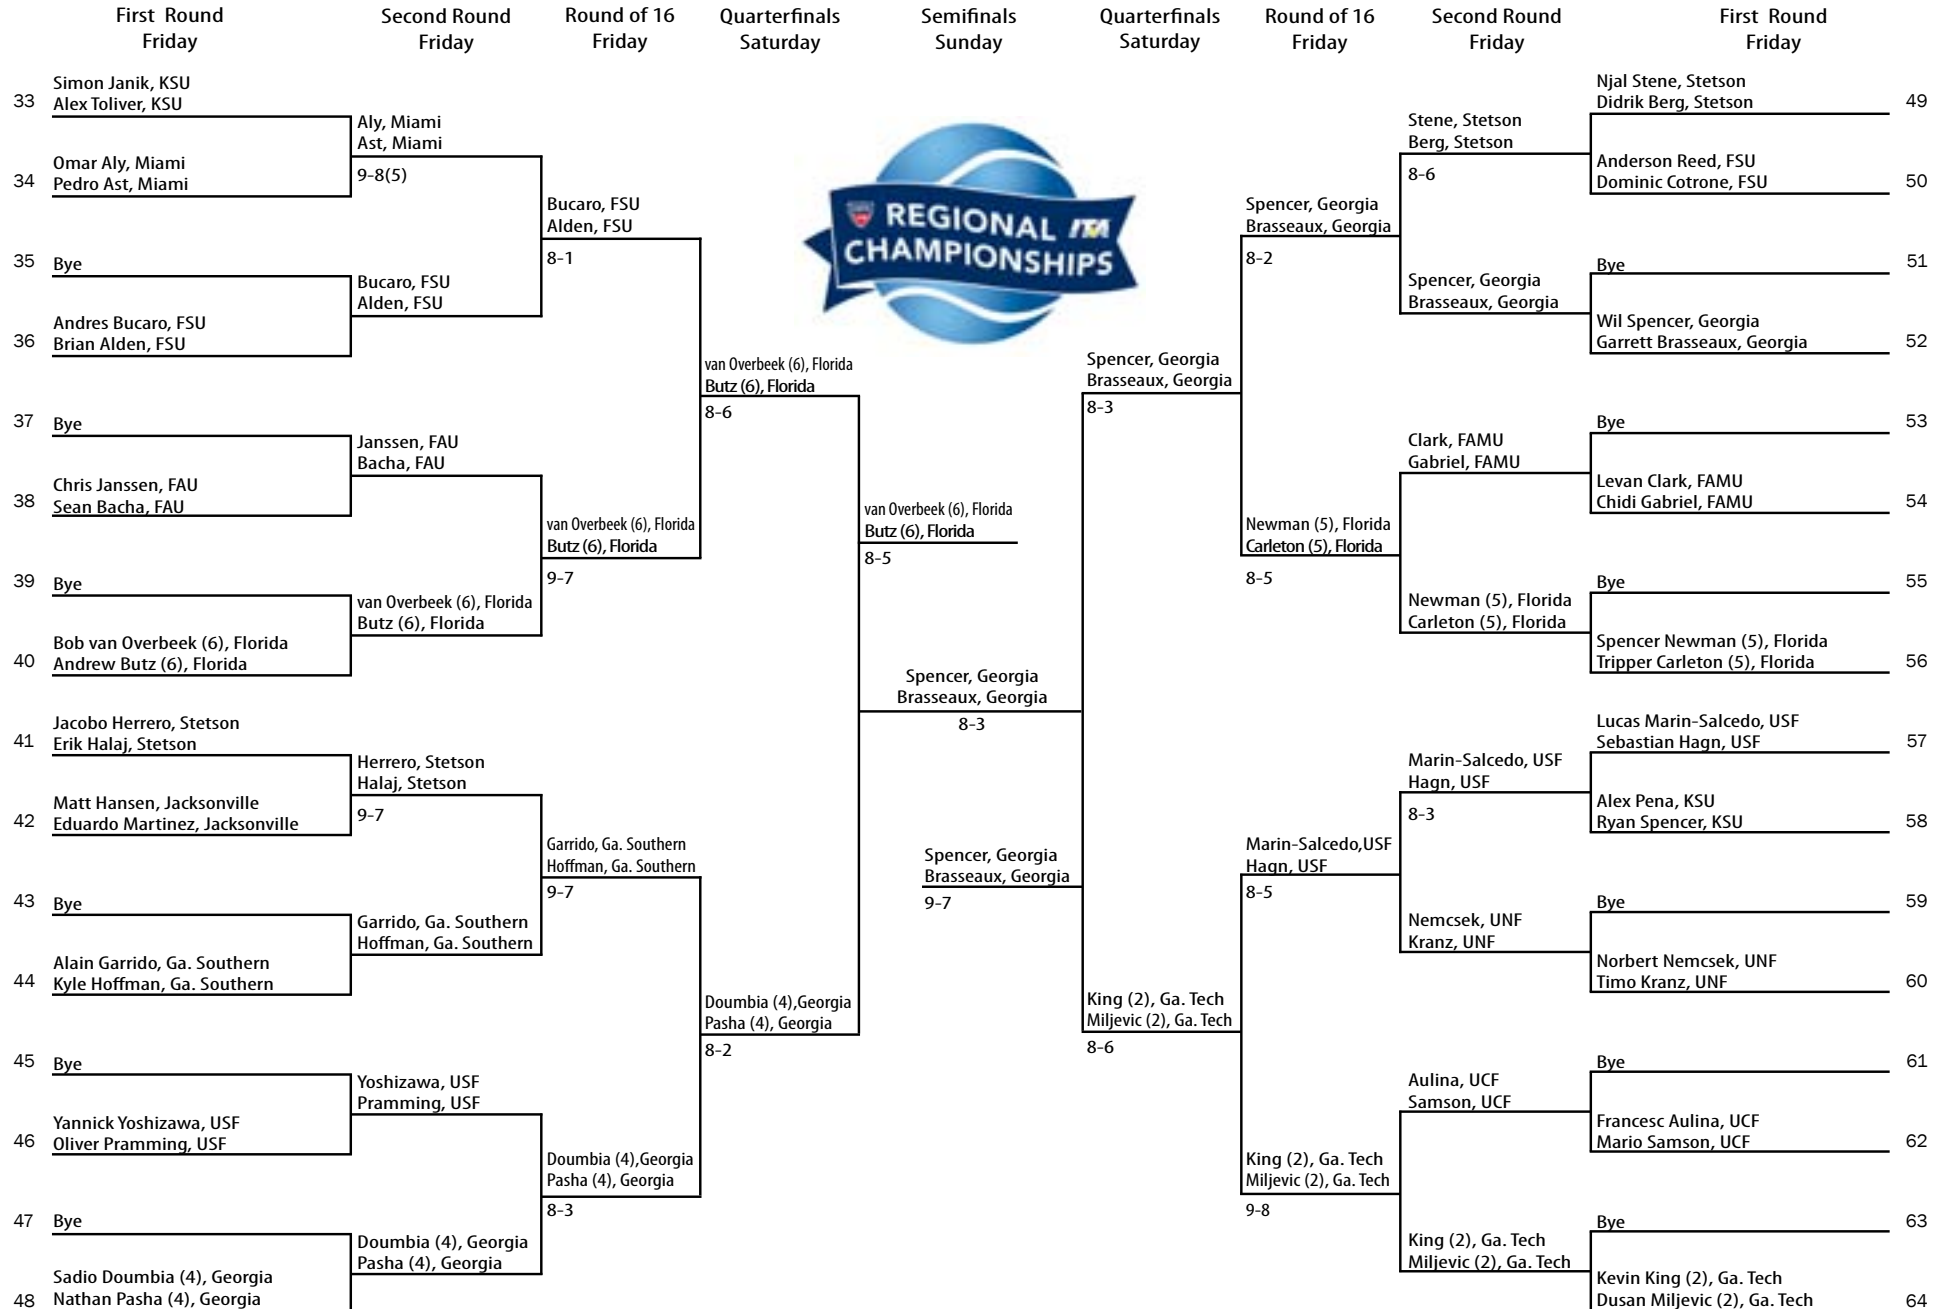 First Round
Friday
Second Round
Friday
Round of 16
Friday
Quarterfinals
Saturday
Semifinals
Sunday
Quarterfinals
Saturday
Round of 16
Friday
Second Round
Friday
First Round
Friday
REGIONAL ITA
CHAMPIONSHIPS
33
Simon Janik, KSU
Alex Toliver, KSU
34
Omar Aly, Miami
Pedro Ast, Miami
35
Bye
36
Andres Bucaro, FSU
Brian Alden, FSU
37
Bye
38
Chris Janssen, FAU
Sean Bacha, FAU
39
Bye
40
Bob van Overbeek (6), Florida
Andrew Butz (6), Florida
41
Jacobo Herrero, Stetson
Erik Halaj, Stetson
42
Matt Hansen, Jacksonville
Eduardo Martinez, Jacksonville
43
Bye
44
Alain Garrido, Ga. Southern
Kyle Hoffman, Ga. Southern
45
Bye
46
Yannick Yoshizawa, USF
Oliver Pramming, USF
47
Bye
48
Sadio Doumbia (4), Georgia
Nathan Pasha (4), Georgia
Aly, Miami
Ast, Miami
9-8(5)
Bucaro, FSU
Alden, FSU
Janssen, FAU
Bacha, FAU
van Overbeek (6), Florida
Butz (6), Florida
Herrero, Stetson
Halaj, Stetson
9-7
Garrido, Ga. Southern
Hoffman, Ga. Southern
Yoshizawa, USF
Pramming, USF
Doumbia (4), Georgia
Pasha (4), Georgia
Bucaro, FSU
Alden, FSU
8-1
van Overbeek (6), Florida
Butz (6), Florida
9-7
Garrido, Ga. Southern
Hoffman, Ga. Southern
9-7
Doumbia (4),Georgia
Pasha (4), Georgia
8-3
van Overbeek (6), Florida
Butz (6), Florida
8-6
Doumbia (4),Georgia
Pasha (4), Georgia
8-2
van Overbeek (6), Florida
Butz (6), Florida
8-5
Spencer, Georgia
Brasseaux, Georgia
8-3
Spencer, Georgia
Brasseaux, Georgia
9-7
Spencer, Georgia
Brasseaux, Georgia
8-3
King (2), Ga. Tech
Miljevic (2), Ga. Tech
8-6
Spencer, Georgia
Brasseaux, Georgia
8-2
Newman (5), Florida
Carleton (5), Florida
8-5
Marin-Salcedo,USF
Hagn, USF
8-5
King (2), Ga. Tech
Miljevic (2), Ga. Tech
9-8
Stene, Stetson
Berg, Stetson
8-6
Spencer, Georgia
Brasseaux, Georgia
Clark, FAMU
Gabriel, FAMU
Newman (5), Florida
Carleton (5), Florida
Marin-Salcedo, USF
Hagn, USF
8-3
Nemcsek, UNF
Kranz, UNF
Aulina, UCF
Samson, UCF
King (2), Ga. Tech
Miljevic (2), Ga. Tech
Njal Stene, Stetson
Didrik Berg, Stetson
49
Anderson Reed, FSU
Dominic Cotrone, FSU
50
Bye
51
Wil Spencer, Georgia
Garrett Brasseaux, Georgia
52
Bye
53
Levan Clark, FAMU
Chidi Gabriel, FAMU
54
Bye
55
Spencer Newman (5), Florida
Tripper Carleton (5), Florida
56
Lucas Marin-Salcedo, USF
Sebastian Hagn, USF
57
Alex Pena, KSU
Ryan Spencer, KSU
58
Bye
59
Norbert Nemcsek, UNF
Timo Kranz, UNF
60
Bye
61
Francesc Aulina, UCF
Mario Samson, UCF
62
Bye
63
Kevin King (2), Ga. Tech
Dusan Miljevic (2), Ga. Tech
64